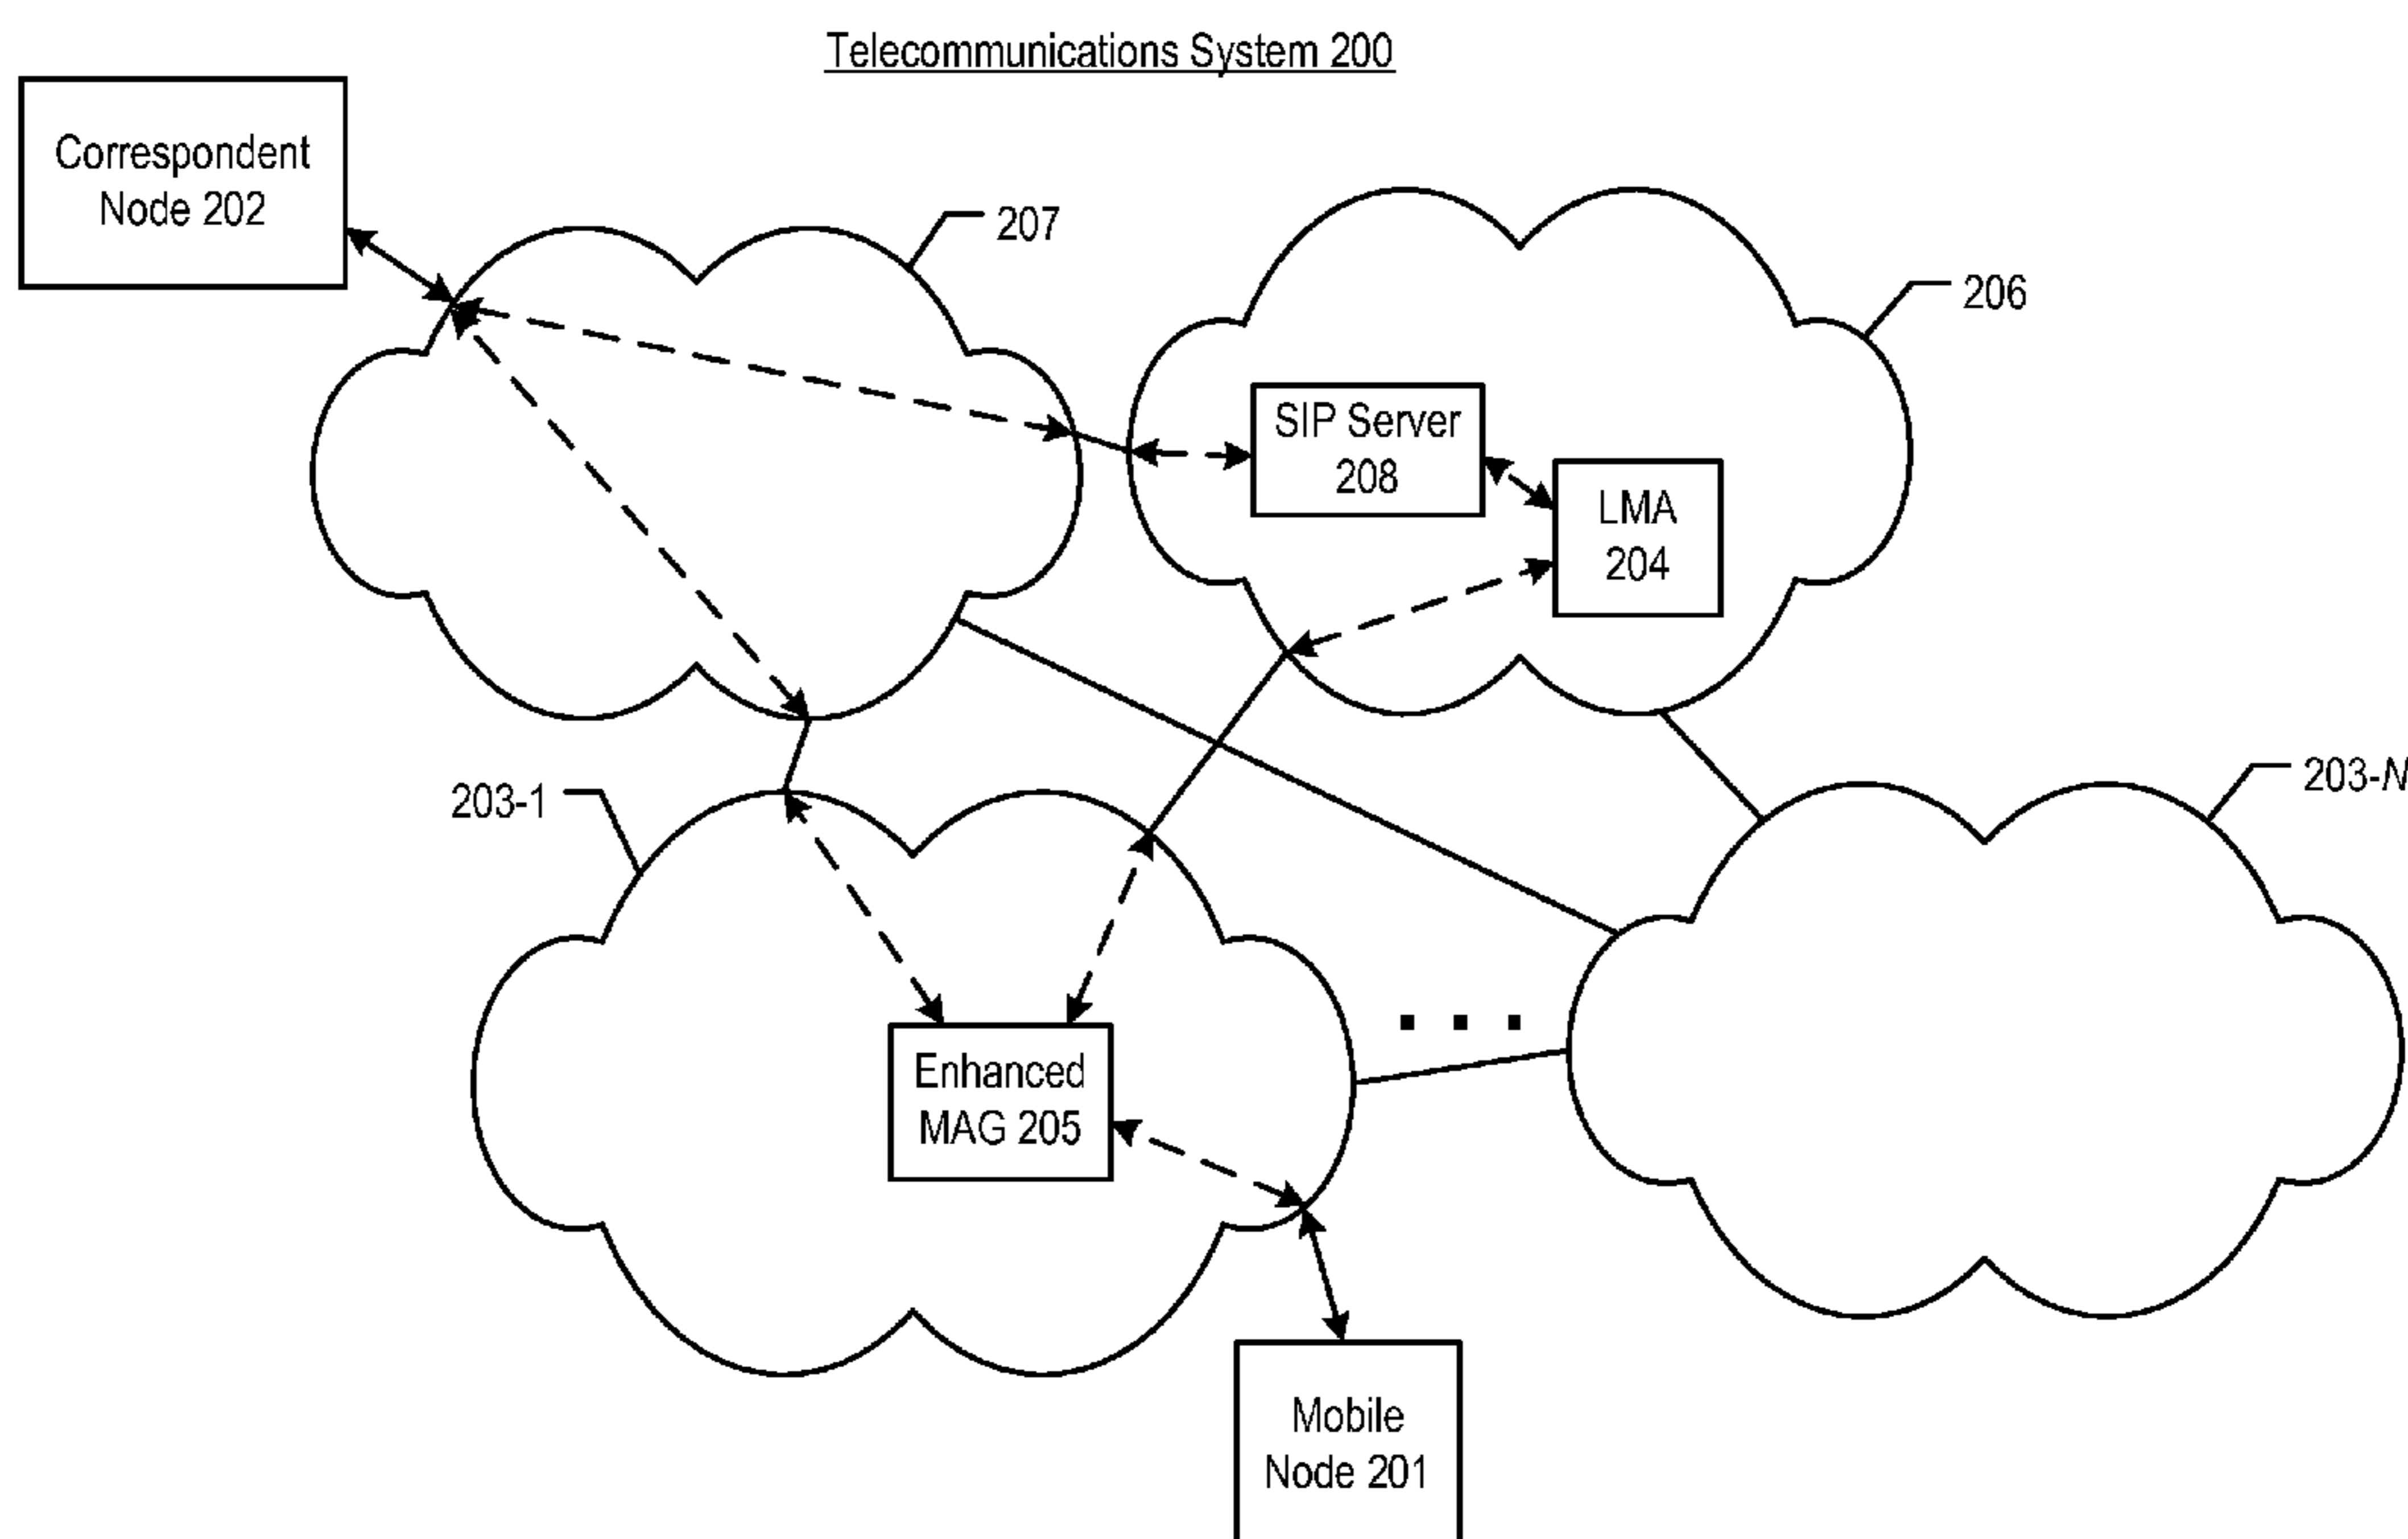 Telecommunications System 200
Correspondent
Node 202
207
206
SIP Server
208
LMA
204
203-1
203-N
Enhanced
MAG 205
Mobile
Node 201